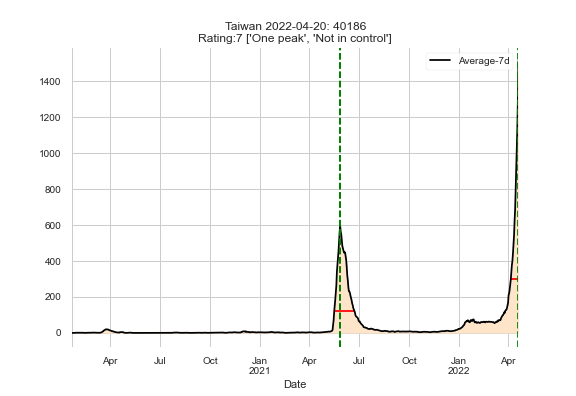 Taiwan 2022-04-20: 40186
Rating:7 ['One peak', 'Not in control']
Average-7d
1400
1200
1000
800
600
400
200
0
Apr Jul Oct Jan Apr Jul Oct Jan Apr
2021 2022
Date